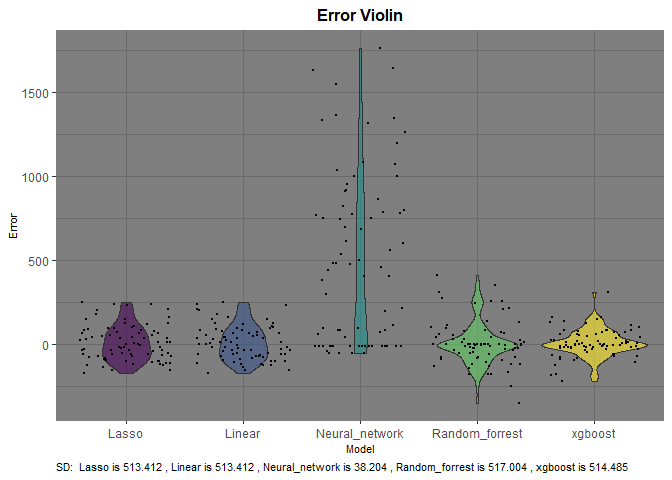 Error Violin
1500
1000
500
0
Error
Lasso Linear Neural_network Random_forrest xgboost
Model
SD: Lasso is 513.412 , Linear is 513.412 , Neural_network is 38.204 , Random_forrest is 517.004 , xgboost is 514.485